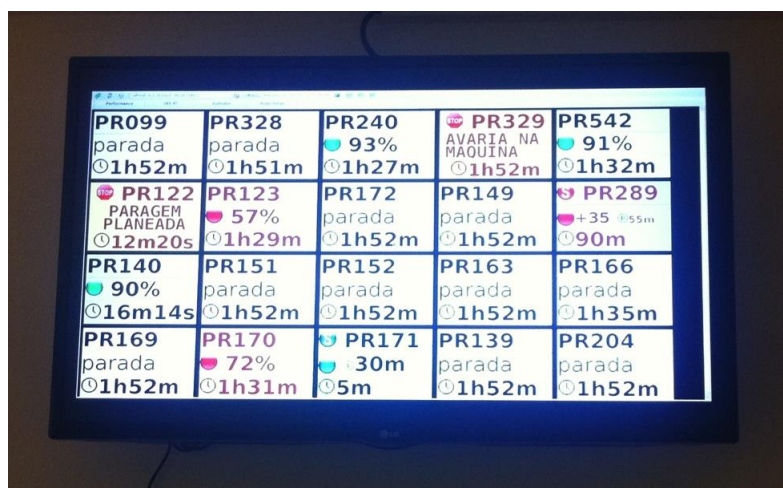 PR099 PR328 PR240 STOP PR329 PR542
parada parada 93% AVARIA NA MAQUINA 91%
1h52m 1h51m 1h27m 1h52m 1h32m
STOP PR122 PR123 PR172 PR149 S PR289
PARAGEM PLANEADA 57% parada parada +35 55m
12m20s 1h29m 1h52m 1h52m 90m
PR140 PR151 PR152 PR163 PR166
90% parada parada parada parada
16m14s 1h52m 1h52m 1h52m 1h35m
PR169 PR170 S PR171 PR139 PR204
parada 72% 30m parada parada
1h52m 1h31m 5m 1h52m 1h52m
LG